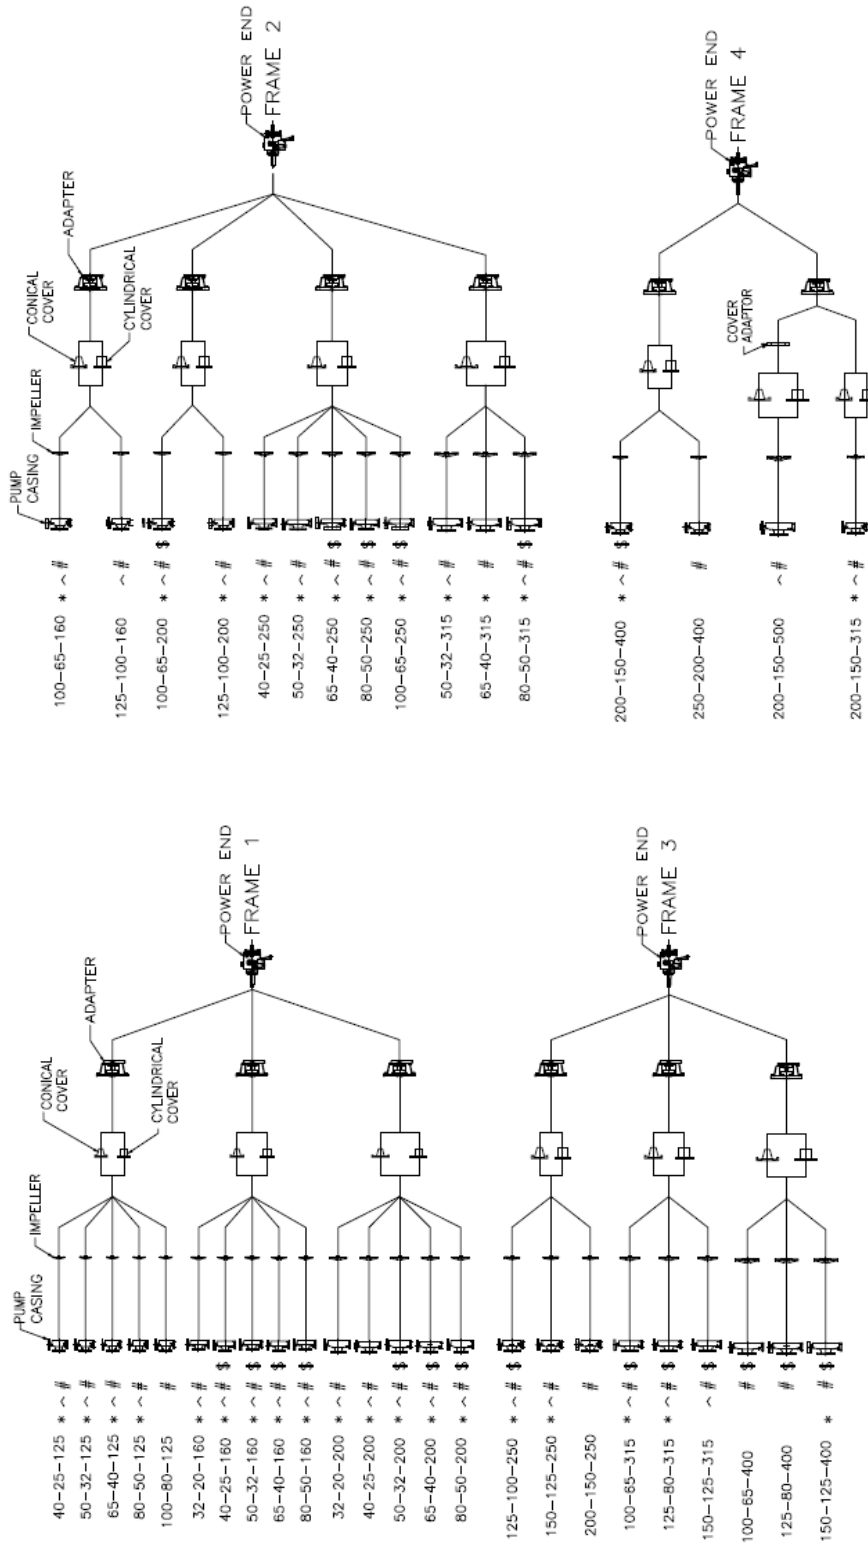 PUMP
CASING
IMPELLER
CONICAL
COVER
ADAPTER
CYLINDRICAL
COVER
POWER END
FRAME 1
40-25-125 * ^ #
50-32-125 * ^ #
65-40-125 * ^ #
80-50-125 * ^ #
100-80-125 #
32-20-160 * ^ #
40-25-160 * ^ # $
50-32-160 * ^ # $
65-40-160 * ^ # $
80-50-160 * ^ # $
32-20-200 * ^ #
40-25-200 * ^ #
50-32-200 * ^ # $
65-40-200 * ^ # $
80-50-200 * ^ # $
PUMP
CASING
IMPELLER
CONICAL
COVER
ADAPTER
CYLINDRICAL
COVER
POWER END
FRAME 2
100-65-160 * ^ #
125-100-160 ^ #
100-65-200 * ^ # $
125-100-200 * ^ #
40-25-250 * ^ #
50-32-250 * ^ #
65-40-250 * ^ # $
80-50-250 * ^ # $
100-65-250 * ^ # $
50-32-315 * ^ #
65-40-315 * #
80-50-315 * ^ # $
POWER END
FRAME 3
125-100-250 * ^ # $
150-125-250 * ^ #
200-150-250 #
100-65-315 * ^ # $
125-80-315 * ^ # $
150-125-315 ^ # $
100-65-400 # $
125-80-400 # $
150-125-400 * # $
POWER END
FRAME 4
COVER
ADAPTOR
200-150-400 * ^ # $
250-200-400 #
200-150-500 ^ #
200-150-315 * ^ #